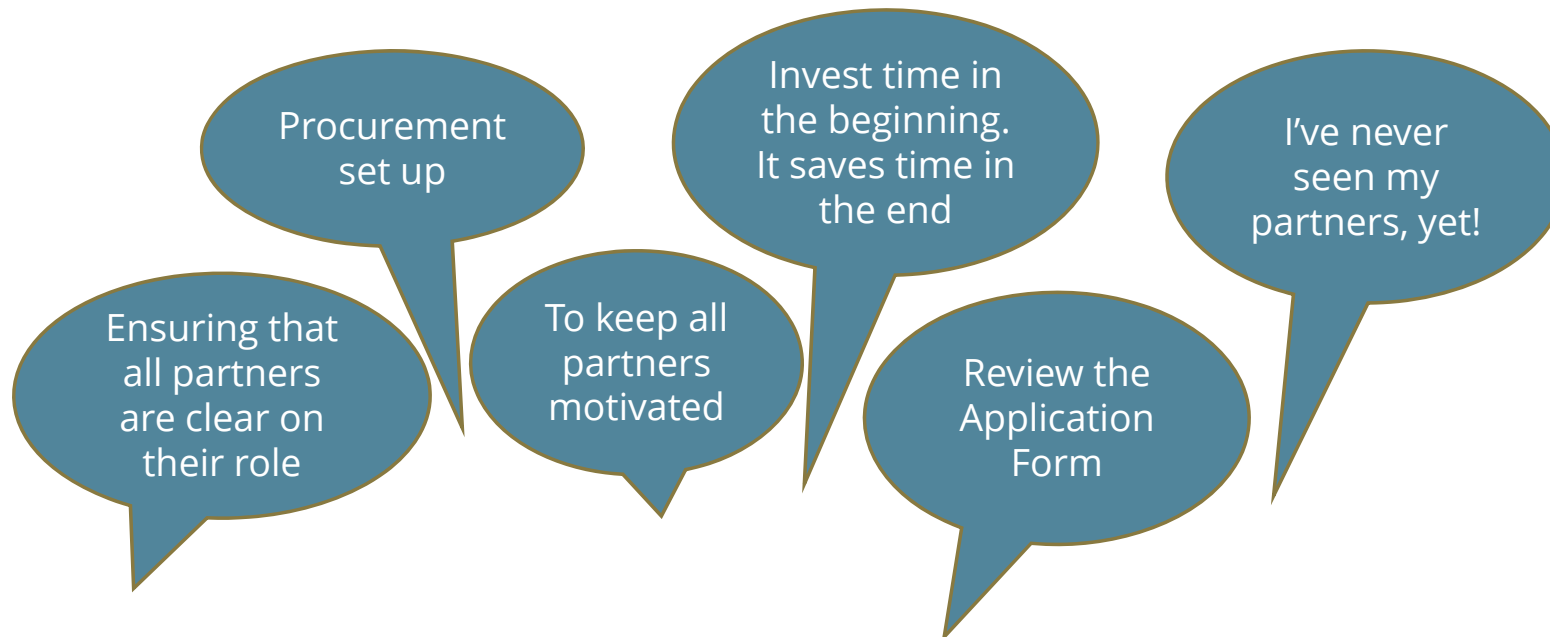 Procurement
set up
Invest time in
the beginning.
It saves time in
the end
I’ve never
seen my
partners, yet!
Ensuring that
all partners
are clear on
their role
To keep all
partners
motivated
Review the
Application
Form